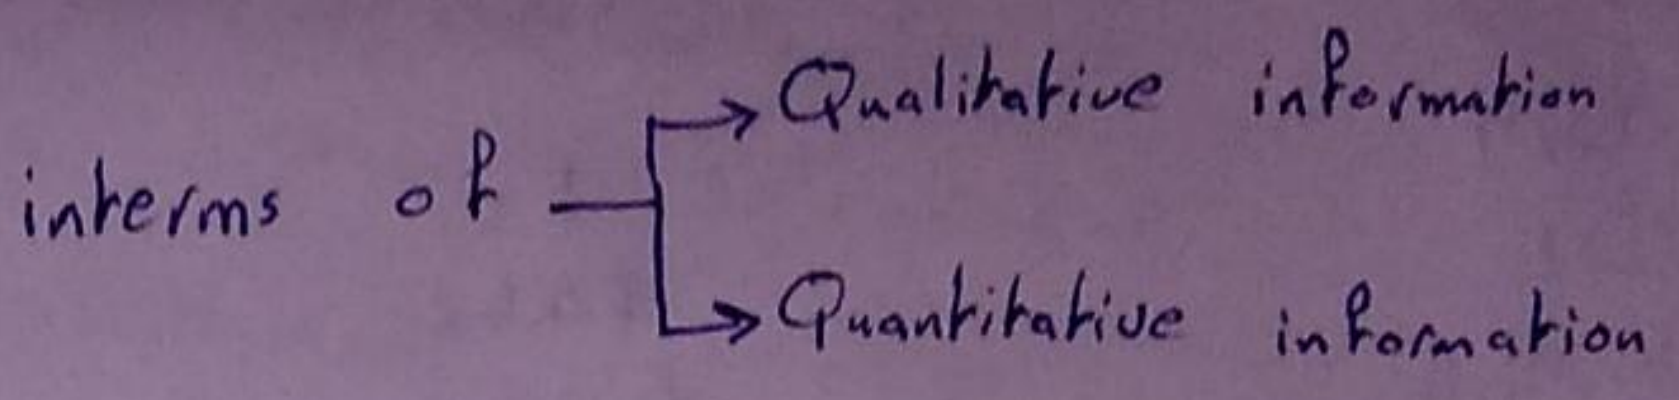 Qualitative information
interms of
Quantitative information